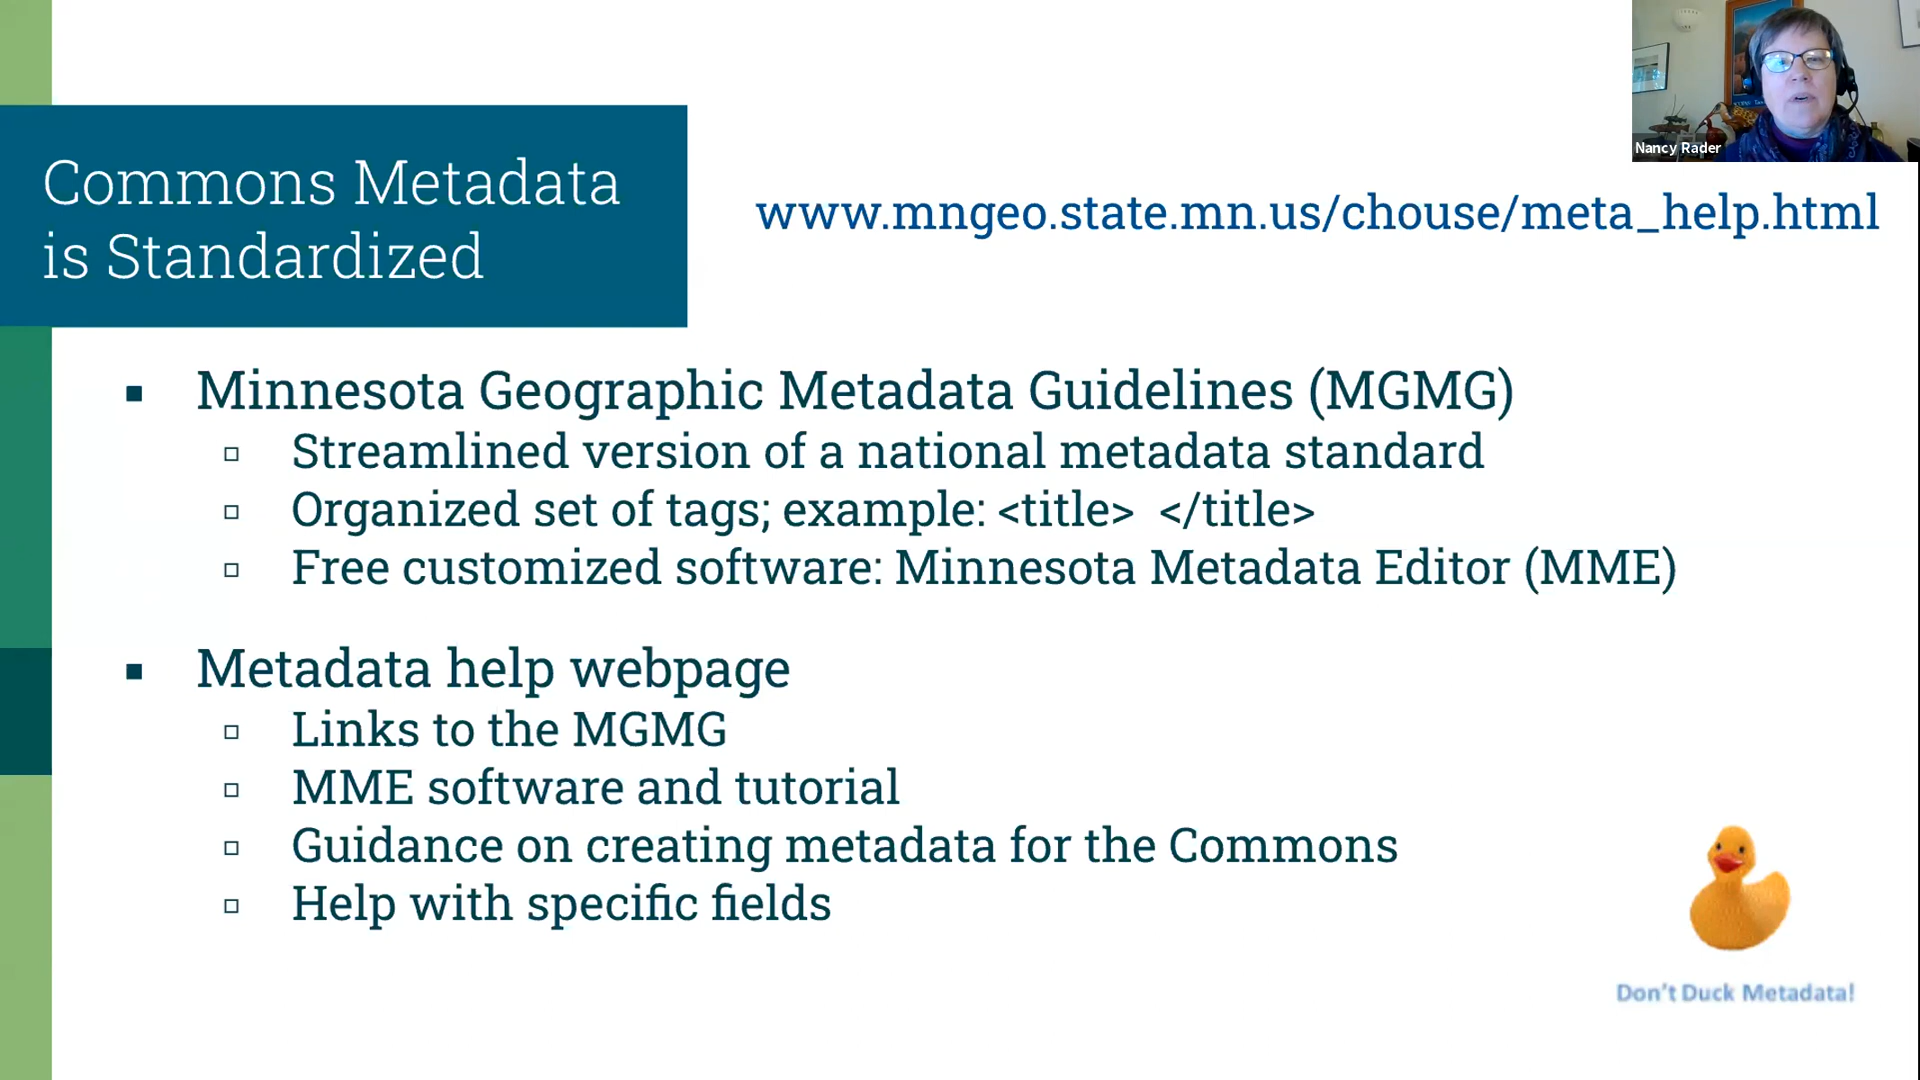 Nancy Rader
Commons Metadata
is Standardized
www.mngeo.state.mn.us/chouse/meta_help.html
▪ Minnesota Geographic Metadata Guidelines (MGMG)
▫ Streamlined version of a national metadata standard
▫ Organized set of tags; example: <title>  </title>
▫ Free customized software: Minnesota Metadata Editor (MME)
▪ Metadata help webpage
▫ Links to the MGMG
▫ MME software and tutorial
▫ Guidance on creating metadata for the Commons
▫ Help with specific fields
Don't Duck Metadata!